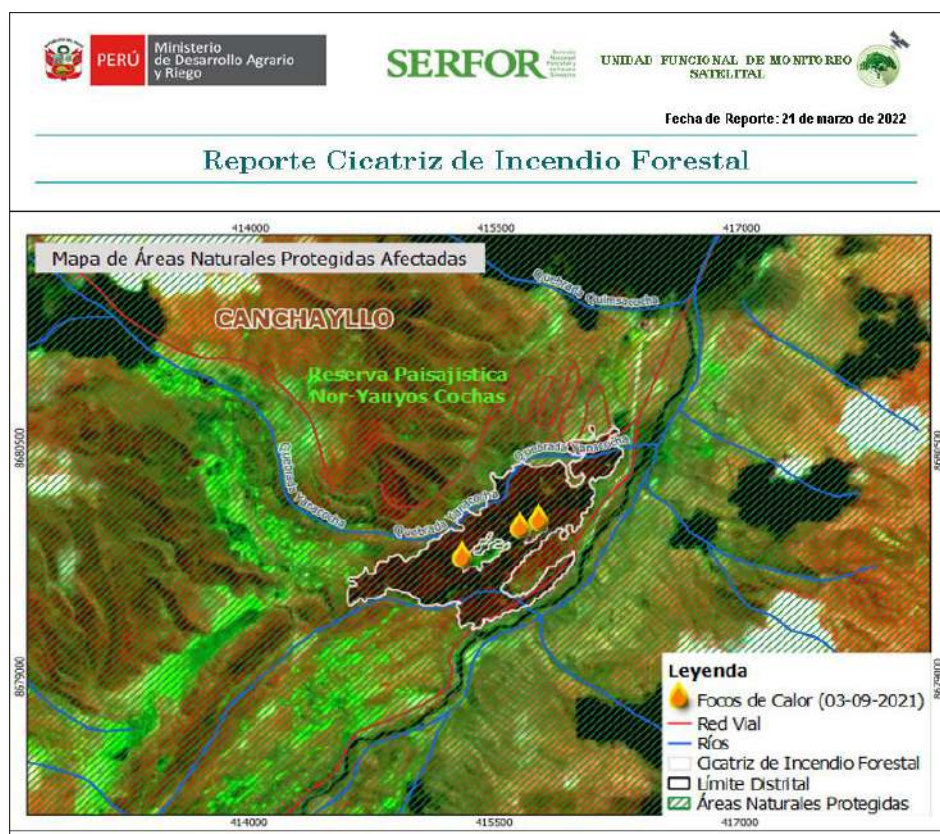 PERÚ
Ministerio
de Desarrollo Agrario
y Riego
SERFOR
UNIDAD FUNCIONAL DE MONITOREO
SATELITAL
Fecha de Reporte: 21 de marzo de 2022
Reporte Cicatriz de Incendio Forestal
414000 415500 417000
Mapa de Áreas Naturales Protegidas Afectadas
Quebrada Quimsacocha
CANCHAYLLO
Reserva Paisajística
Nor-Yauyos Cochas
8680500 8680500
Quebrada Yanacocha
Quebrada Yanacocha
Quebrada Yanacocha
8679000 8679000
Leyenda
Focos de Calor (03-09-2021)
Red Vial
Ríos
Cicatriz de Incendio Forestal
Límite Distrital
Áreas Naturales Protegidas
414000 415500 417000